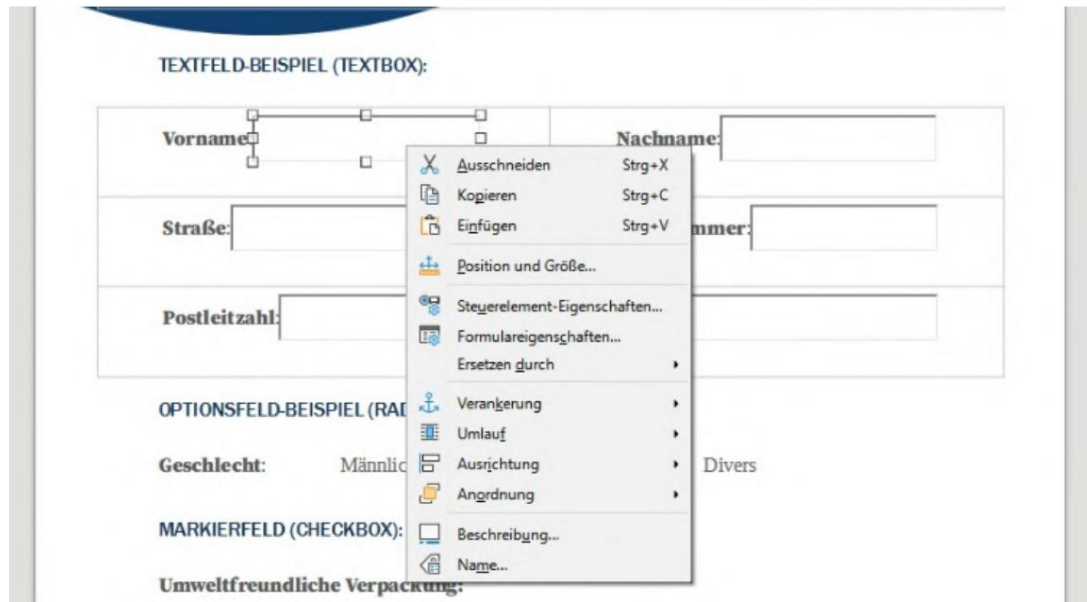 TEXTFELD-BEISPIEL (TEXTBOX):
Vorname
Nachname:
Ausschneiden Strg+X
Kopieren Strg+C
Einfügen Strg+V
Straße:
mmer:
Position und Größe...
Steuerelement-Eigenschaften...
Postleitzahl:
Formulareigenschaften...
Ersetzen durch
Verankerung
OPTIONSFELD-BEISPIEL (RAD
Umlauf
Geschlecht:
Männlic
Ausrichtung
Divers
Anordnung
MARKIERFELD (CHECKBOX):
Beschreibung...
Name...
Umweltfreundliche Verpackung: